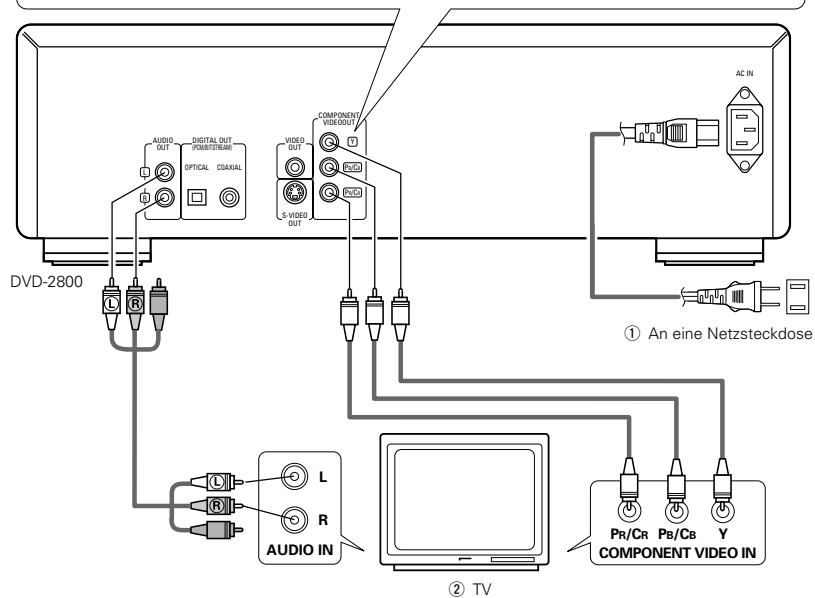 AC IN
COMPONENT
VIDEOOUT
AUDIO
OUT
DIGITAL OUT
(PCM/BITSTREAM)
VIDEO
OUT
Y
OPTICAL
COAXIAL
L
PB/CB
R
PR/CR
S-VIDEO
OUT
DVD-2800
L
R
① An eine Netzsteckdose
L
L
R
R
AUDIO IN
PR/CR
PB/CB
Y
COMPONENT VIDEO IN
② TV